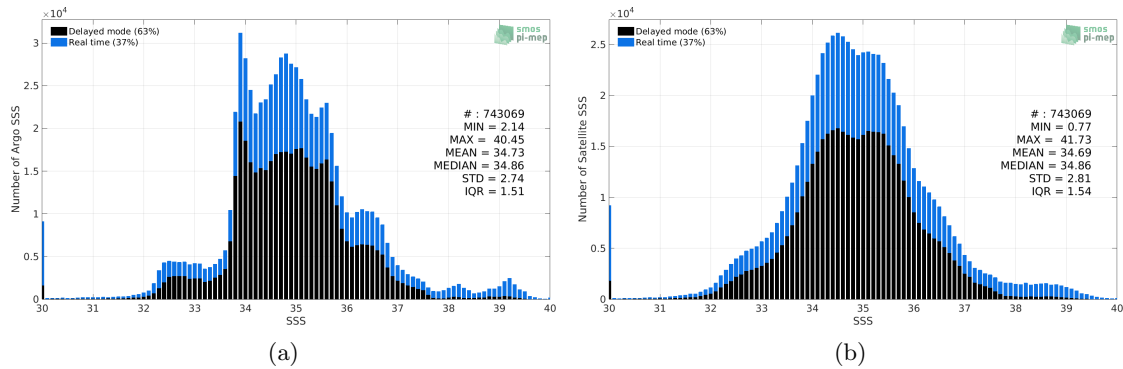 ×10⁴
Delayed mode (63%)
Real time (37%)
smos
pi-mep
# : 743069
MIN = 2.14
MAX = 40.45
MEAN = 34.73
MEDIAN = 34.86
STD = 2.74
IQR = 1.51
Number of Argo SSS
3
2.5
2
1.5
1
0.5
0
30 31 32 33 34 35 36 37 38 39 40
SSS
(a)
×10⁴
Delayed mode (63%)
Real time (37%)
smos
pi-mep
# : 743069
MIN = 0.77
MAX = 41.73
MEAN = 34.69
MEDIAN = 34.86
STD = 2.81
IQR = 1.54
Number of Satellite SSS
2.5
2
1.5
1
0.5
0
30 31 32 33 34 35 36 37 38 39 40
SSS
(b)